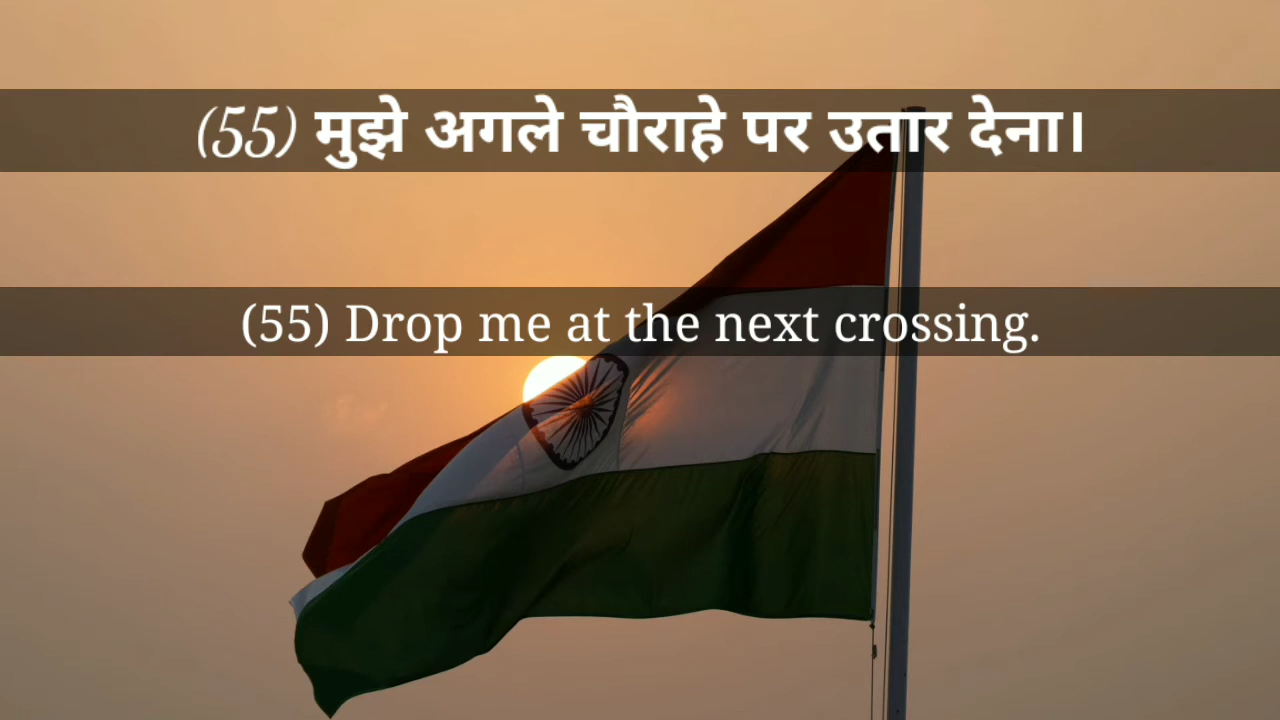 (55) मुझे अगले चौराहे पर उतार देना।
(55) Drop me at the next crossing.